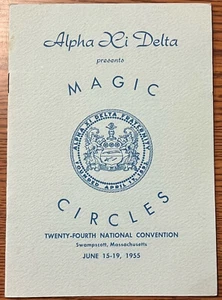 Alpha Xi Delta
presents
MAGIC
ALPHA XI DELTA FRATERNITY
FOUNDED APRIL 17, 1893
CIRCLES
TWENTY-FOURTH NATIONAL CONVENTION
Swampscott, Massachusetts
JUNE 15-19, 1955